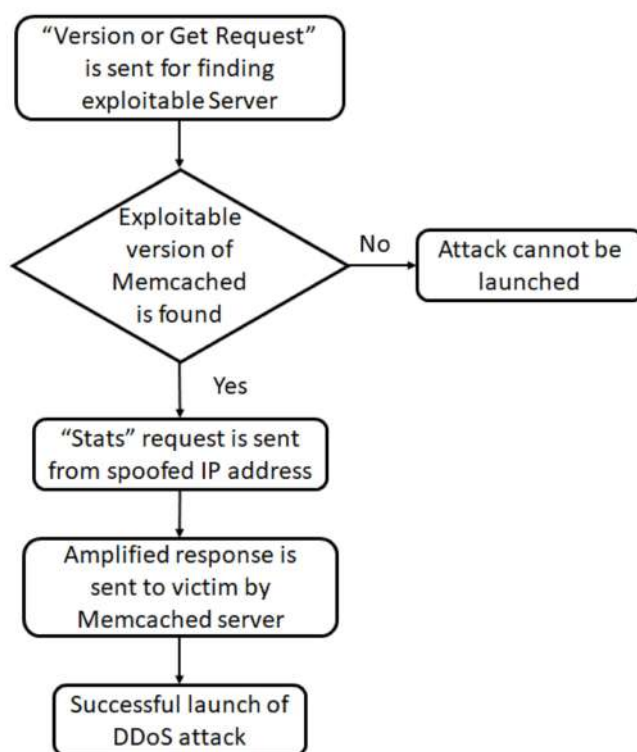 “Version or Get Request”
is sent for finding
exploitable Server
Exploitable
version of
Memcached
is found
No
Attack cannot be
launched
Yes
“Stats” request is sent
from spoofed IP address
Amplified response is
sent to victim by
Memcached server
Successful launch of
DDoS attack